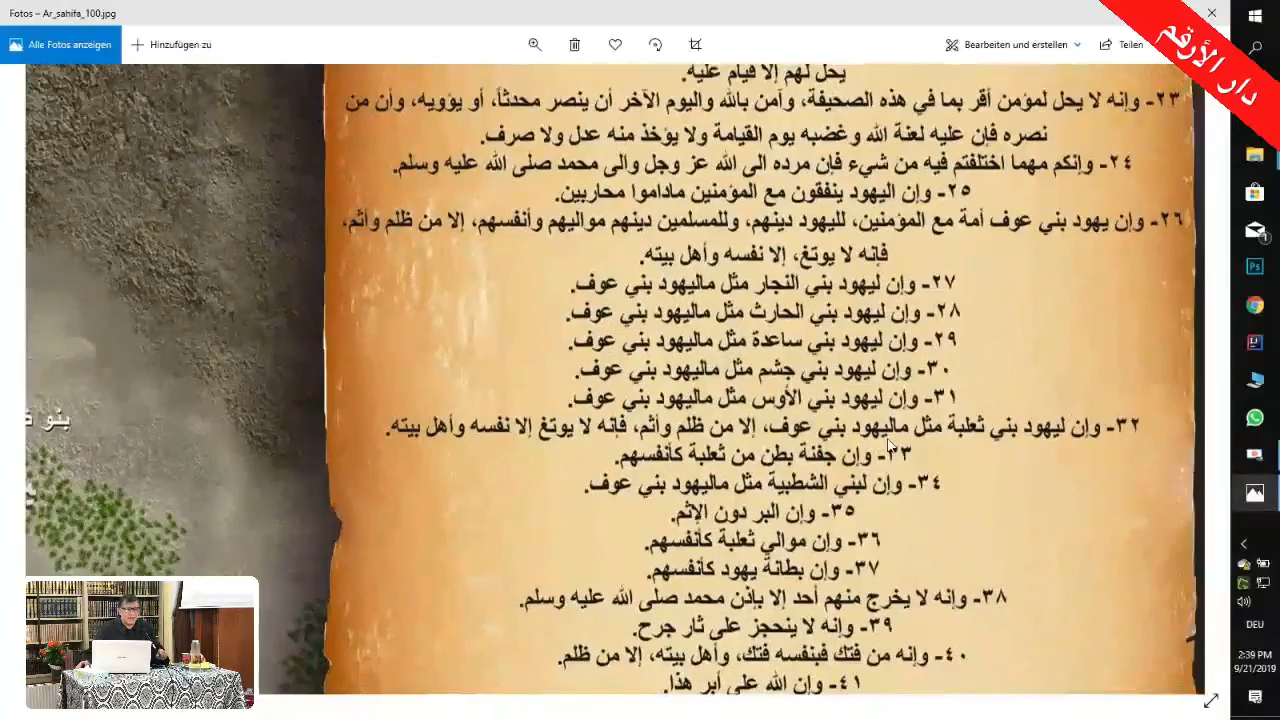 Fotos – Ar_sahifa_100.jpg
Alle Fotos anzeigen
Hinzufügen zu
Bearbeiten und erstellen
Teilen
دار الأرقم
يحل لهم إلا قيام عليه.
٢٣- وإنه لا يحل لمؤمن أقر بما في هذه الصحيفة، وآمن بالله واليوم الآخر أن ينصر محدثاً، أو يؤويه، وأن من
نصره فإن عليه لعنة الله وغضبه يوم القيامة ولا يؤخذ منه عدل ولا صرف.
٢٤- وإنكم مهما اختلفتم فيه من شيء فإن مرده الى الله عز وجل والى محمد صلى الله عليه وسلم.
٢٥- وإن اليهود ينفقون مع المؤمنين ماداموا محاربين.
٢٦- وإن يهود بني عوف أمة مع المؤمنين، لليهود دينهم، وللمسلمين دينهم مواليهم وأنفسهم، إلا من ظلم وأثم،
فإنه لا يوتغ، إلا نفسه وأهل بيته.
٢٧- وإن ليهود بني النجار مثل ماليهود بني عوف.
٢٨- وإن ليهود بني الحارث مثل ماليهود بني عوف.
٢٩- وإن ليهود بني ساعدة مثل ماليهود بني عوف.
٣٠- وإن ليهود بني جشم مثل ماليهود بني عوف.
٣١- وإن ليهود بني الأوس مثل ماليهود بني عوف.
٣٢- وإن ليهود بني ثعلبة مثل ماليهود بني عوف، إلا من ظلم وأثم، فإنه لا يوتغ إلا نفسه وأهل بيته.
٣٣- وإن جفنة بطن من ثعلبة كأنفسهم.
٣٤- وإن لبني الشطبية مثل ماليهود بني عوف.
٣٥- وإن البر دون الإثم.
٣٦- وإن موالي ثعلبة كأنفسهم.
٣٧- وإن بطانة يهود كأنفسهم.
٣٨- وإنه لا يخرج منهم أحد إلا بإذن محمد صلى الله عليه وسلم.
٣٩- وإنه لا ينحجز على ثار جرح.
٤٠- وإنه من فتك فبنفسه فتك، وأهل بيته، إلا من ظلم.
٤١- وإن الله على أبر هذا.
بنو
DEU
2:39 PM
9/21/2019